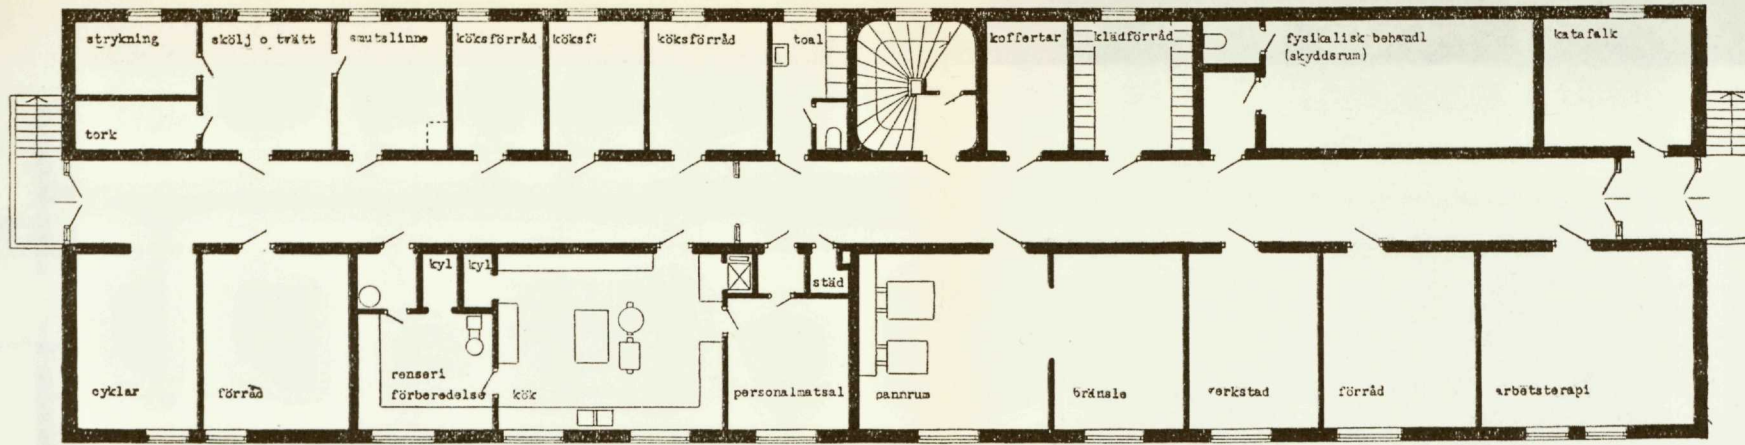 strykning
skölj o tvätt
smutslinne
köksförråd
köksfö
köksförråd
toal
koffertar
klädförråd
fysikalisk behandl
(skyddsrum)
katafalk
tork
kyl
kyl
städ
cyklar
förråd
renseri
förberedelse
kök
personalmatsal
pannrum
bränsle
verkstad
förråd
arbetsterapi